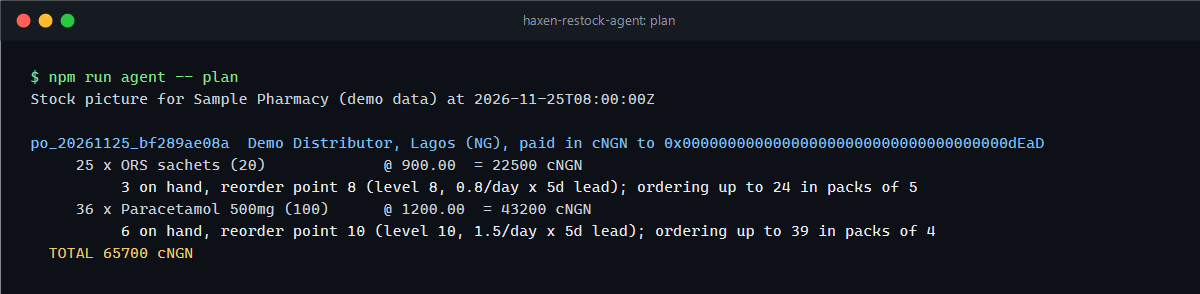 haxen-restock-agent: plan
$ npm run agent -- plan
Stock picture for Sample Pharmacy (demo data) at 2026-11-25T08:00:00Z
po_20261125_bf289ae08a  Demo Distributor, Lagos (NG), paid in cNGN to 0x000000000000000000000000000000000000dEaD
25 x ORS sachets (20)             @ 900.00  = 22500 cNGN
3 on hand, reorder point 8 (level 8, 0.8/day x 5d lead); ordering up to 24 in packs of 5
36 x Paracetamol 500mg (100)      @ 1200.00  = 43200 cNGN
6 on hand, reorder point 10 (level 10, 1.5/day x 5d lead); ordering up to 39 in packs of 4
TOTAL 65700 cNGN